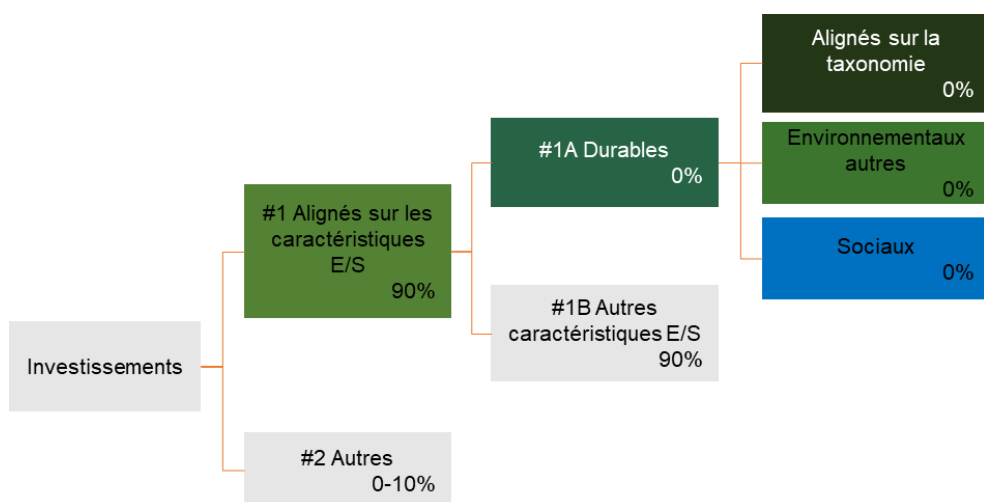 Investissements
#1 Alignés sur les
caractéristiques
E/S
90%
#2 Autres
0-10%
#1A Durables
0%
#1B Autres
caractéristiques E/S
90%
Alignés sur la
taxonomie
0%
Environnementaux
autres
0%
Sociaux
0%